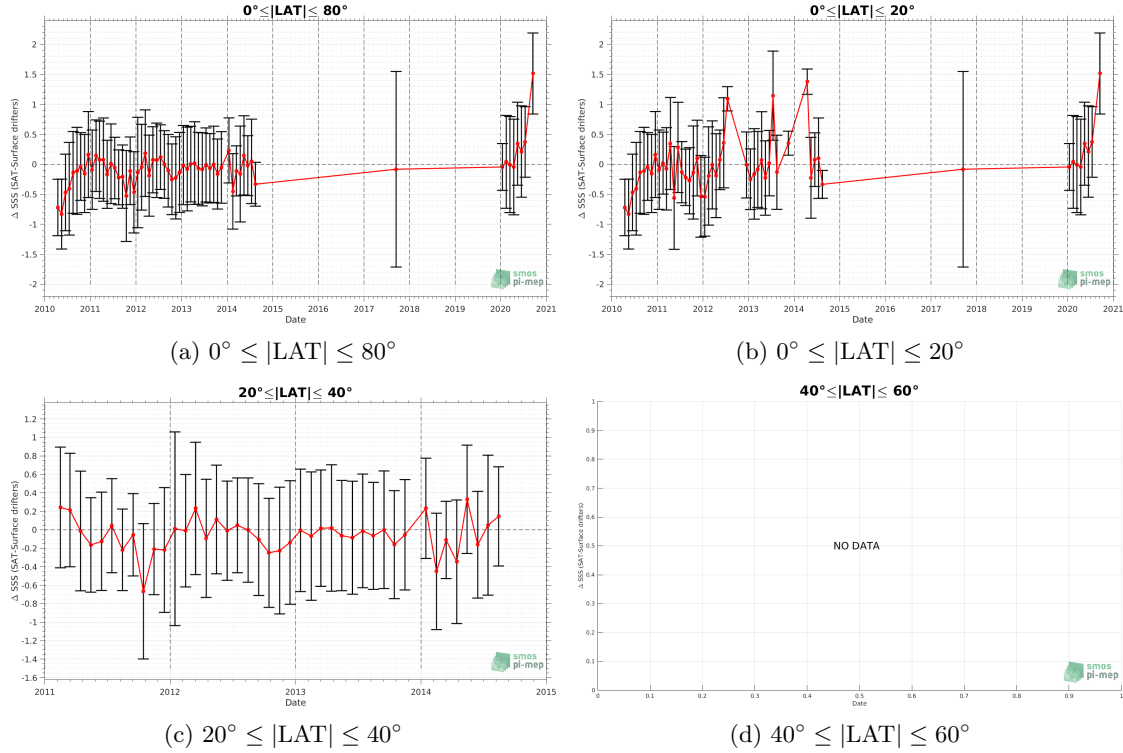 0°≤|LAT|≤ 80°
Δ SSS (SAT-Surface drifters)
2
1.5
1
0.5
0
-0.5
-1
-1.5
-2
2010 2011 2012 2013 2014 2015 2016 2017 2018 2019 2020 2021
Date
smos
pi-mep
(a) 0° ≤ |LAT| ≤ 80°
0°≤|LAT|≤ 20°
Δ SSS (SAT-Surface drifters)
2
1.5
1
0.5
0
-0.5
-1
-1.5
-2
2010 2011 2012 2013 2014 2015 2016 2017 2018 2019 2020 2021
Date
smos
pi-mep
(b) 0° ≤ |LAT| ≤ 20°
20°≤|LAT|≤ 40°
Δ SSS (SAT-Surface drifters)
1.2
1
0.8
0.6
0.4
0.2
0
-0.2
-0.4
-0.6
-0.8
-1
-1.2
-1.4
-1.6
2011 2012 2013 2014 2015
Date
smos
pi-mep
(c) 20° ≤ |LAT| ≤ 40°
40°≤|LAT|≤ 60°
Δ SSS (SAT-Surface drifters)
1
0.9
0.8
0.7
0.6
0.5
0.4
0.3
0.2
0.1
0
NO DATA
0 0.1 0.2 0.3 0.4 0.5 0.6 0.7 0.8 0.9 1
Date
smos
pi-mep
(d) 40° ≤ |LAT| ≤ 60°